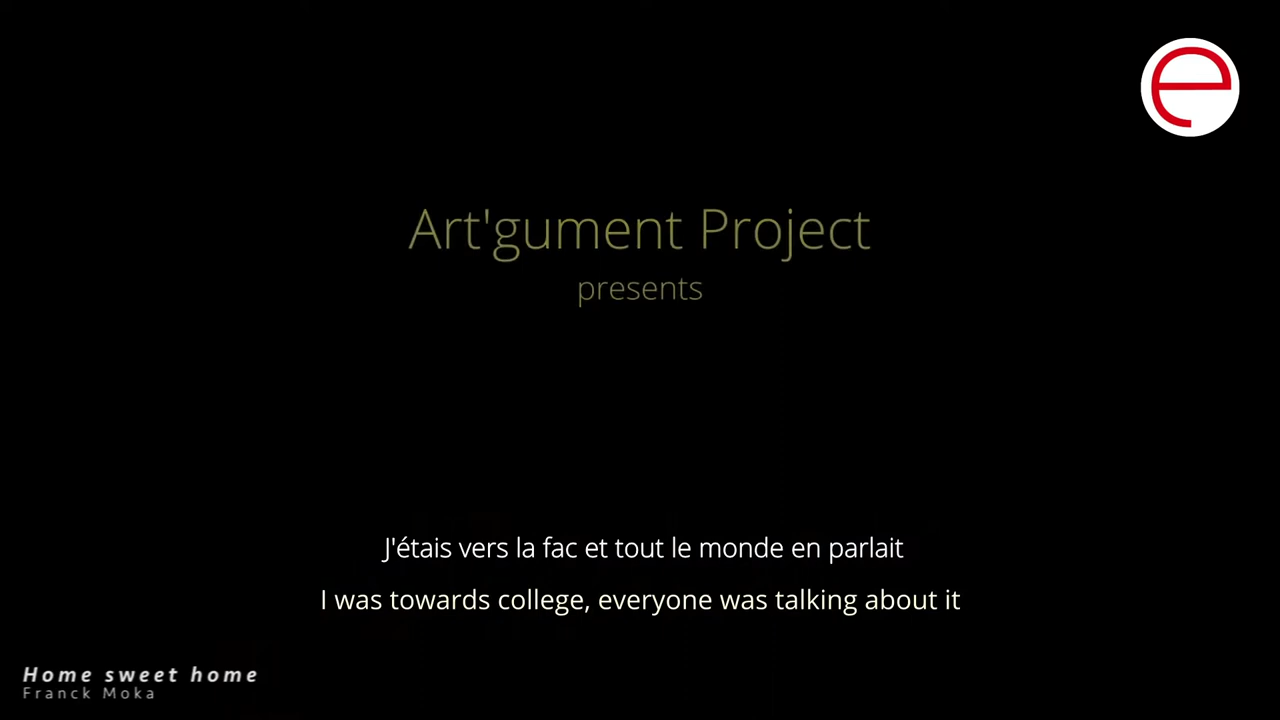 e
Art'gument Project
presents
J'étais vers la fac et tout le monde en parlait
I was towards college, everyone was talking about it
Home sweet home
Franck Moka